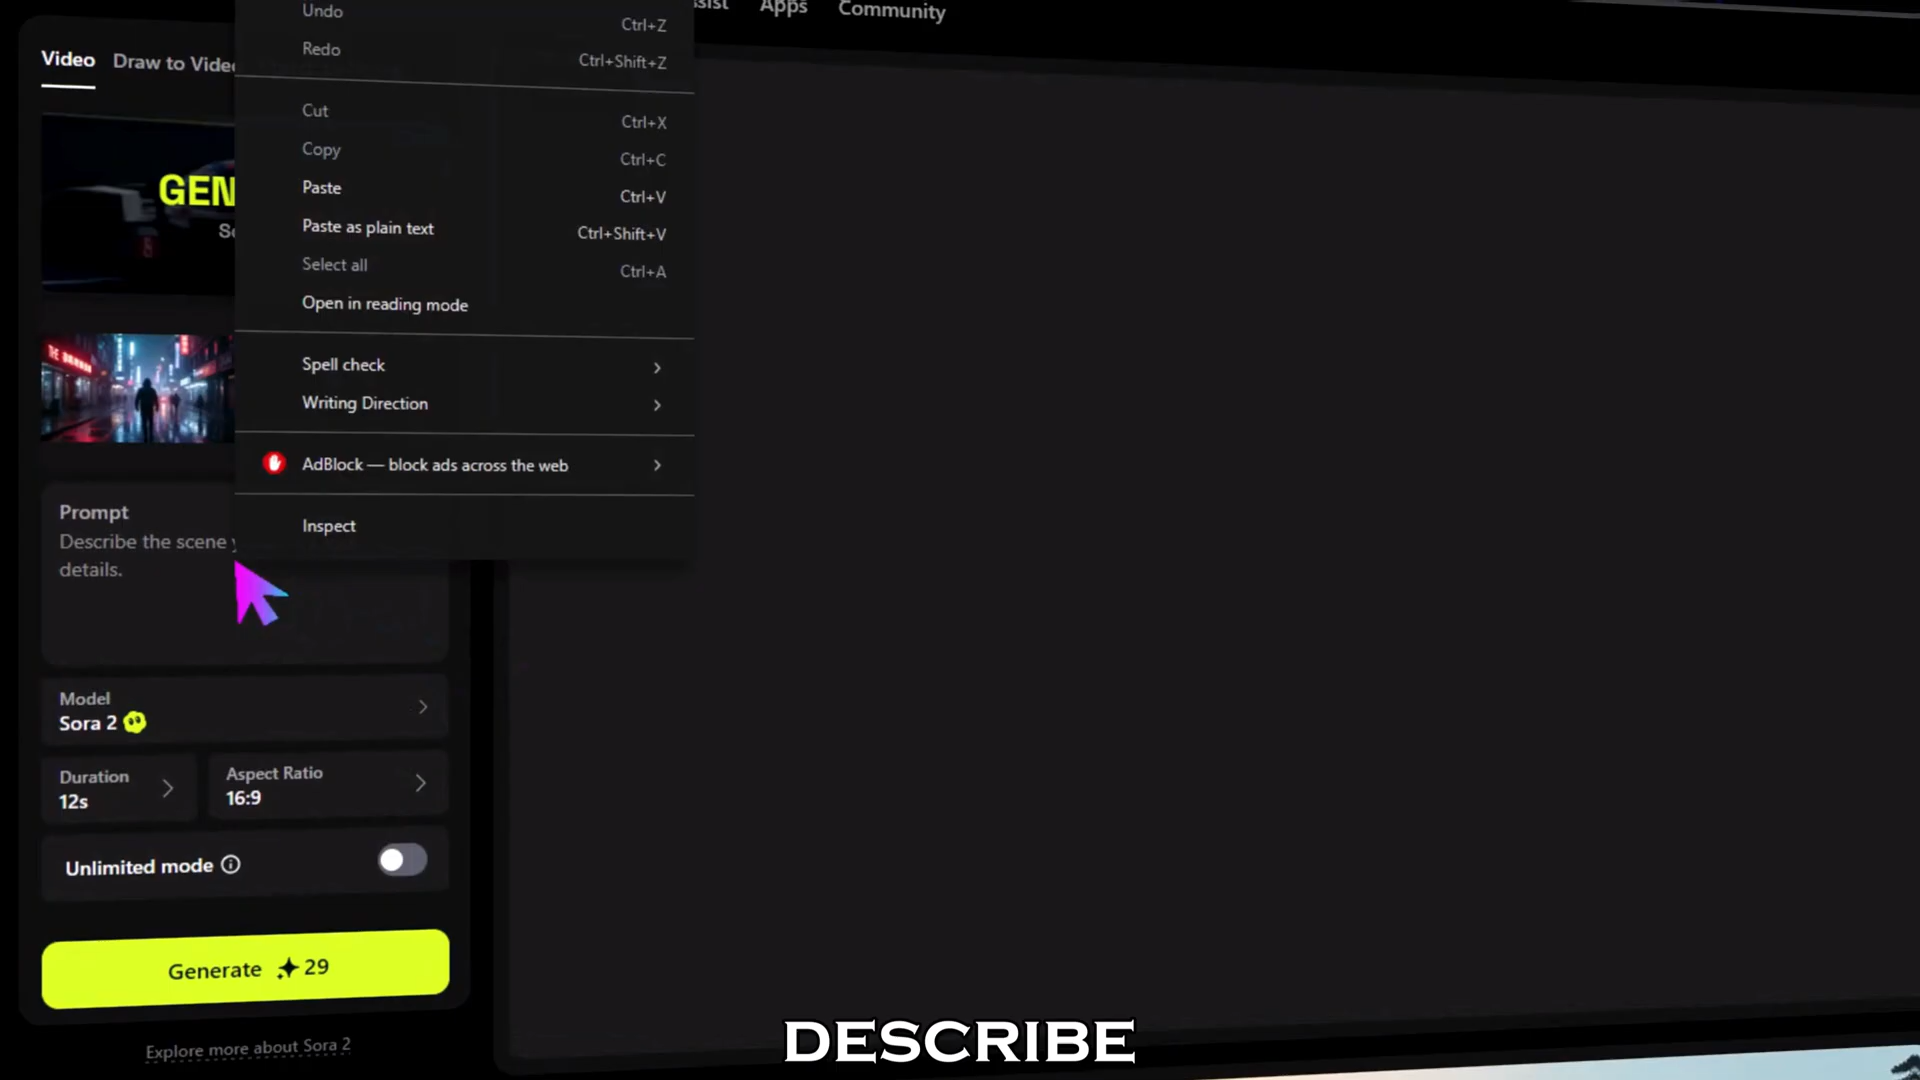 Apps
Community
Video
Draw to
Undo
Ctrl+Z
Redo
Ctrl+Shift+Z
Cut
Ctrl+X
Copy
Ctrl+C
Paste
Ctrl+V
Paste as plain text
Ctrl+Shift+V
Select all
Ctrl+A
Open in reading mode
Spell check
Writing Direction
AdBlock — block ads across the web
Inspect
Prompt
Describe the scene
details.
Model
Sora 2
Duration
12s
Aspect Ratio
16:9
Unlimited mode
Generate 29
Explore more about Sora 2
DESCRIBE